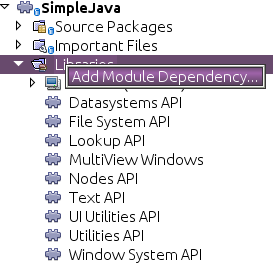 SimpleJava
Source Packages
Important Files
Libraries
Add Module Dependency...
Datasystems API
File System API
Lookup API
MultiView Windows
Nodes API
Text API
UI Utilities API
Utilities API
Window System API